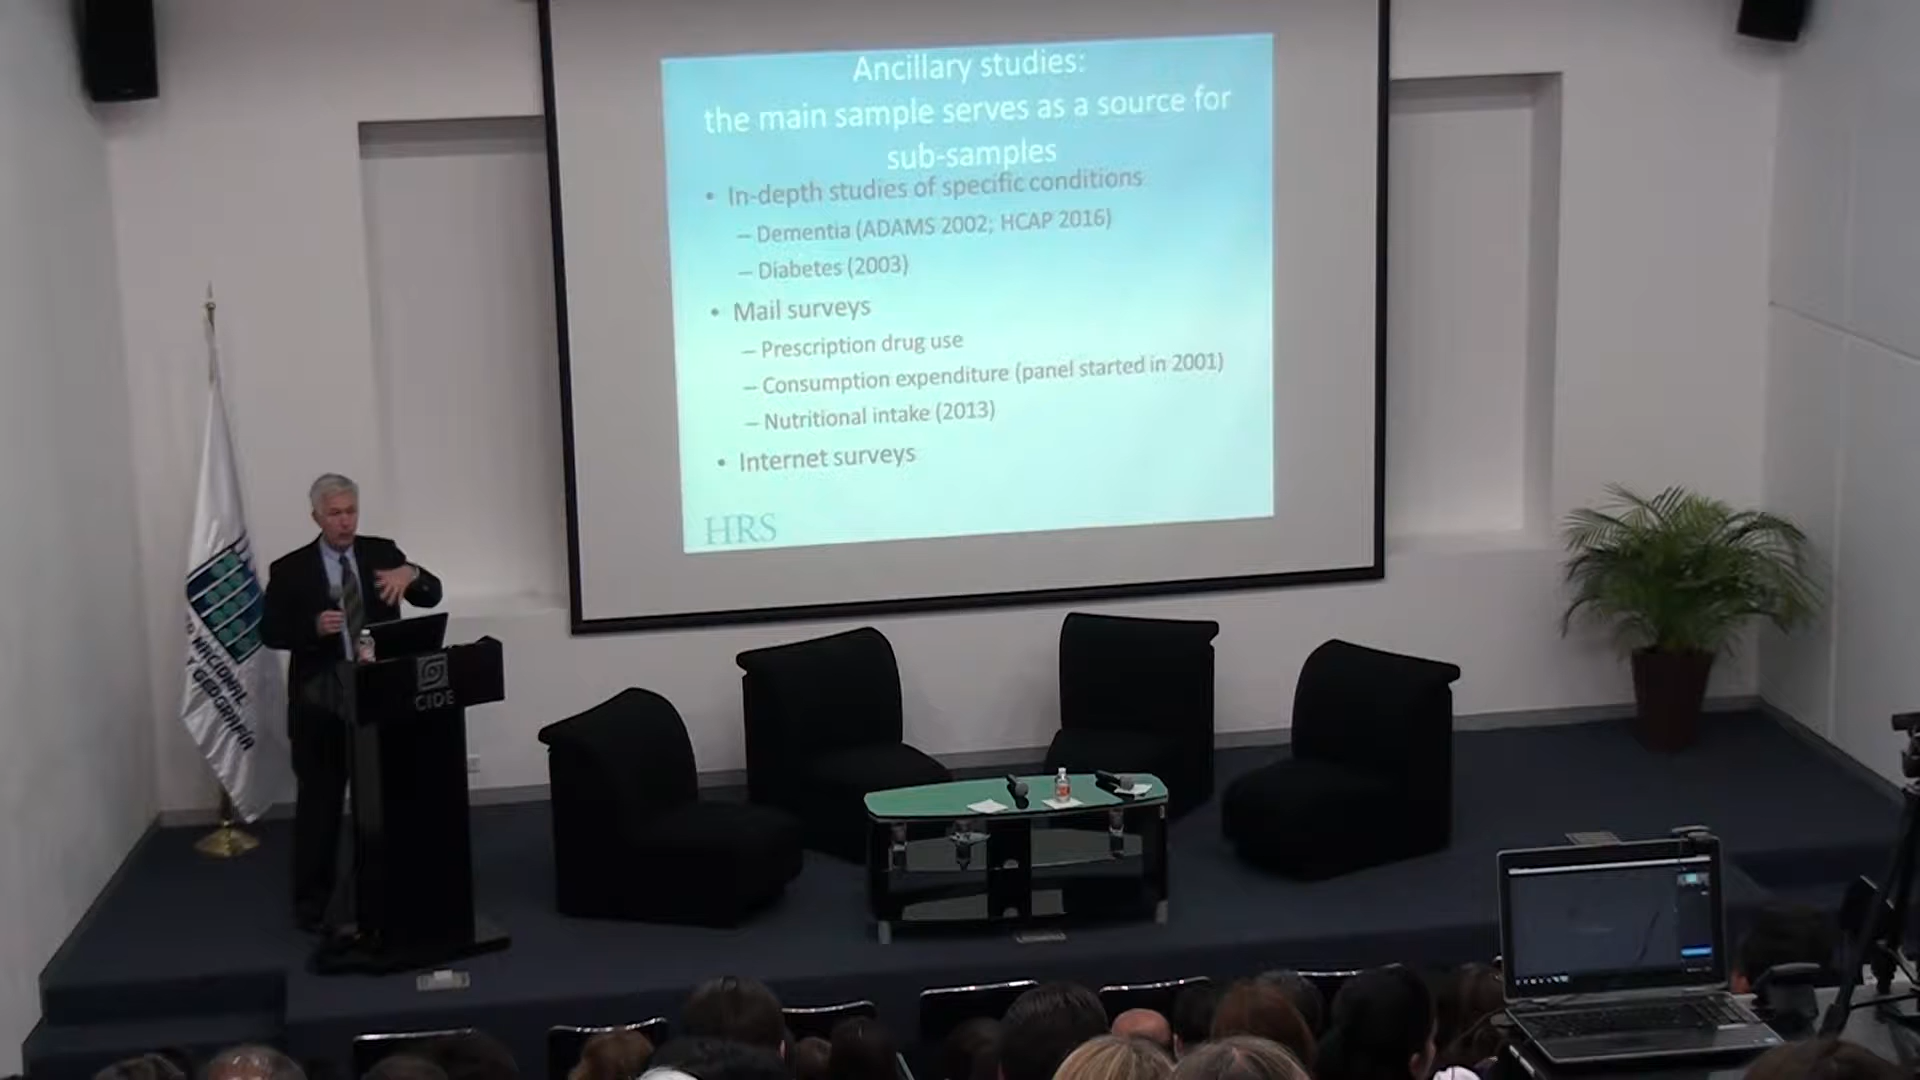 Ancillary studies:
the main sample serves as a source for
sub-samples
• In-depth studies of specific conditions
– Dementia (ADAMS 2002; HCAP 2016)
– Diabetes (2003)
• Mail surveys
– Prescription drug use
– Consumption expenditure (panel started in 2001)
– Nutritional intake (2013)
• Internet surveys
HRS
NACIONAL
Y GEOGRAFÍA
CIDE